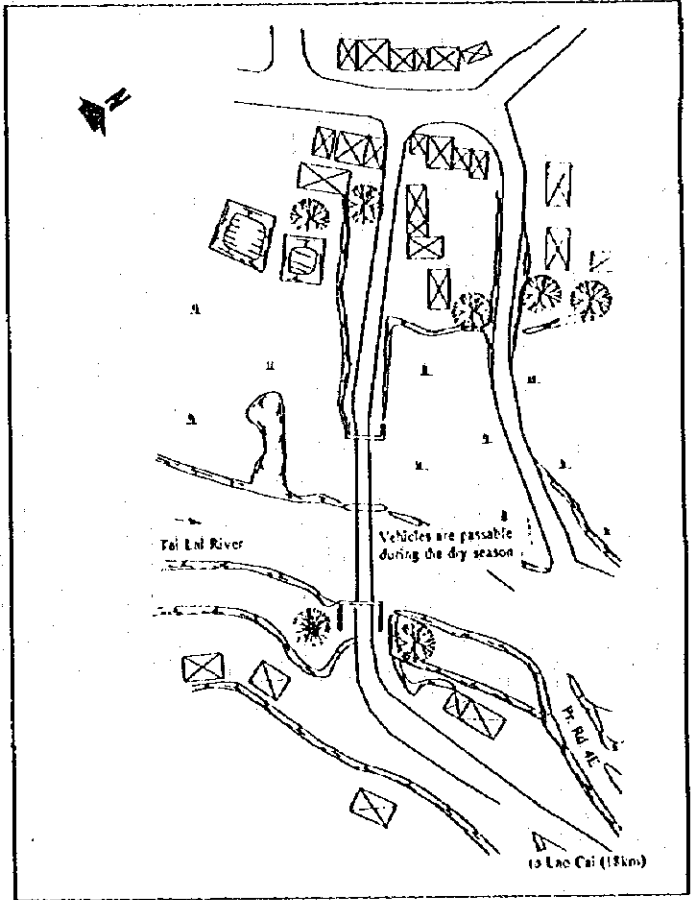 N
Tai Lai River
Vehicles are passable
during the dry season
Pr. Rd 4E
to Lao Cai (18km)